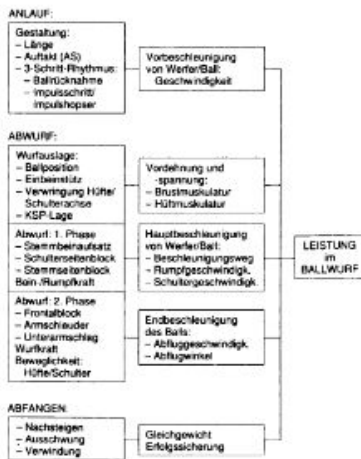 ANLAUF:
Gestaltung:
– Länge
– Auftakt (AS)
– 3-Schritt-Rhythmus:
– Ballrücknahme
– Impulsschritt/
Impulshopser
Vorbeschleunigung
von Werfer/Ball:
Geschwindigkeit
ABWURF:
Wurfauslage:
– Ballposition
– Einbeinstütz
– Verwringung Hüfte/
Schulterachse
– KSP-Lage
Vordehnung und
-spannung:
– Brustmuskulatur
– Hüftmuskulatur
Abwurf: 1. Phase
– Stemmbeinaufsatz
– Schulterseitenblock
– Stemmseitenblock
Bein-/Rumpfkraft
Hauptbeschleunigung
von Werfer/Ball:
– Beschleunigungsweg
– Rumpfgeschwindigk.
– Schultergeschwindigk.
Abwurf: 2. Phase
– Frontalblock
– Armschleuder
– Unterarmschlag
Wurfkraft
Beweglichkeit:
Hüfte/Schulter
Endbeschleunigung
des Balls:
– Abfluggeschwindigk.
– Abflugwinkel
LEISTUNG
im
BALLWURF
ABFANGEN:
– Nachsteigen
– Ausschwung
– Verwindung
Gleichgewicht
Erfolgssicherung